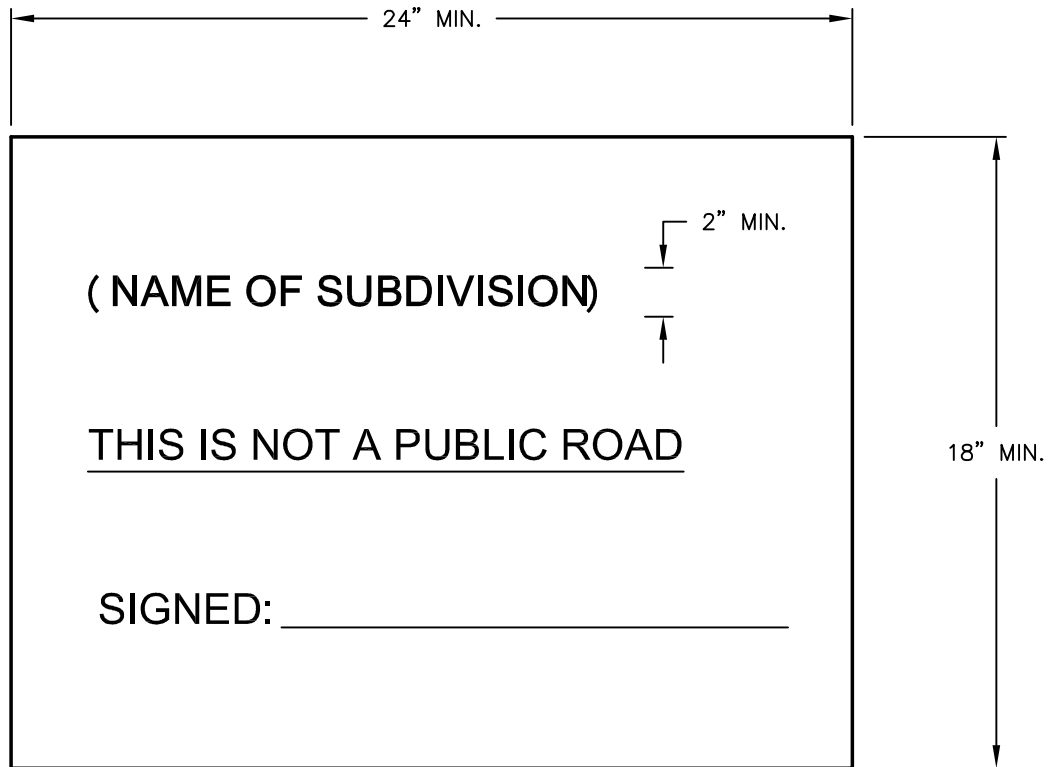 24” MIN.
2” MIN.
( NAME OF SUBDIVISION)
THIS IS NOT A PUBLIC ROAD
18” MIN.
SIGNED: